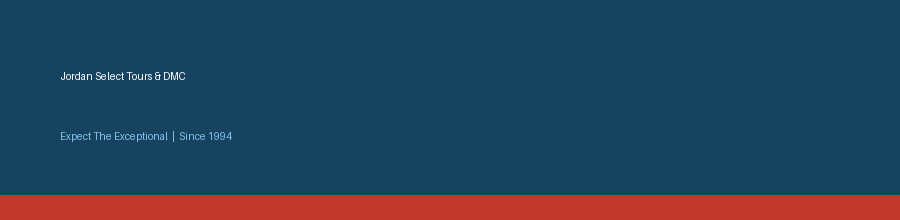 Jordan Select Tours & DMC
Expect The Exceptional | Since 1994